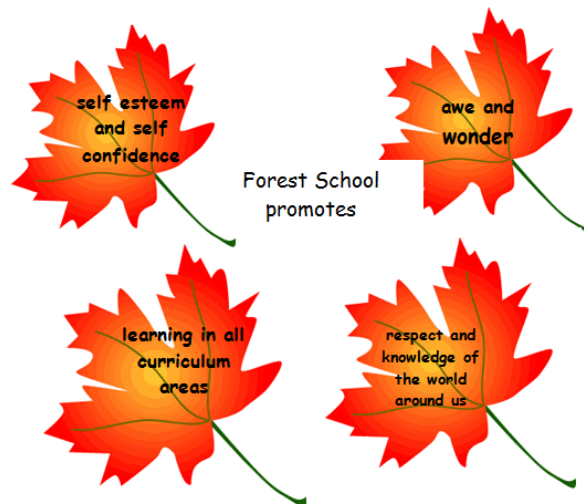 self esteem
and self
confidence
awe and
wonder
Forest School
promotes
learning in all
curriculum
areas
respect and
knowledge of
the world
around us